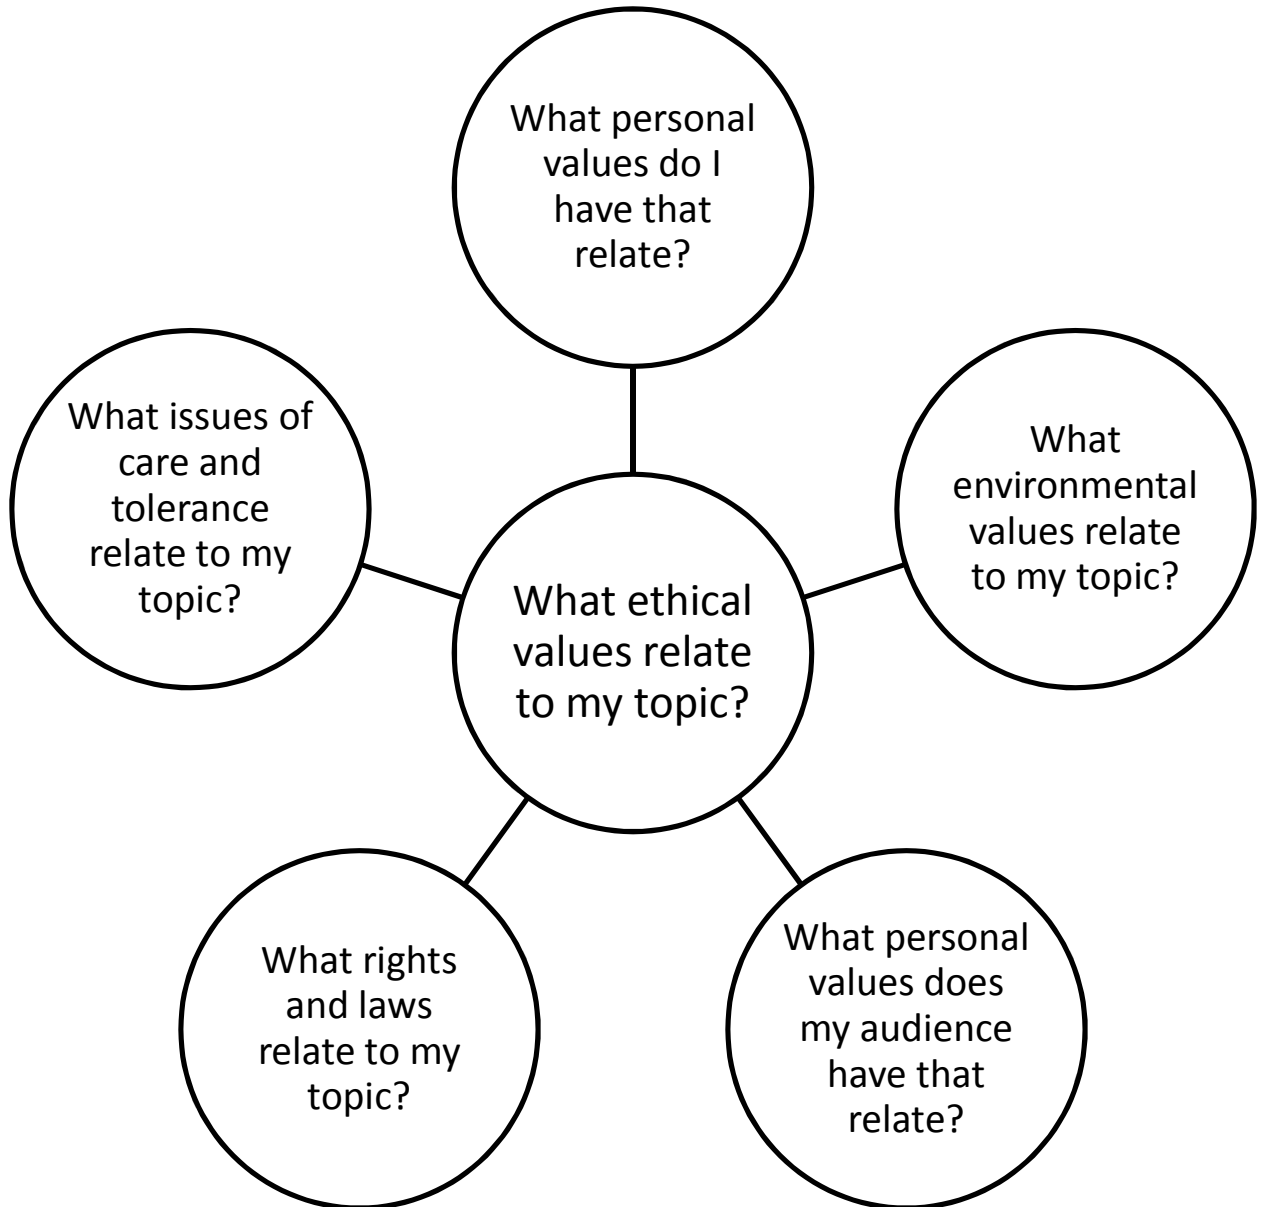 What personal
values do I
have that
relate?
What issues of
care and
tolerance
relate to my
topic?
What
environmental
values relate
to my topic?
What ethical
values relate
to my topic?
What rights
and laws
relate to my
topic?
What personal
values does
my audience
have that
relate?